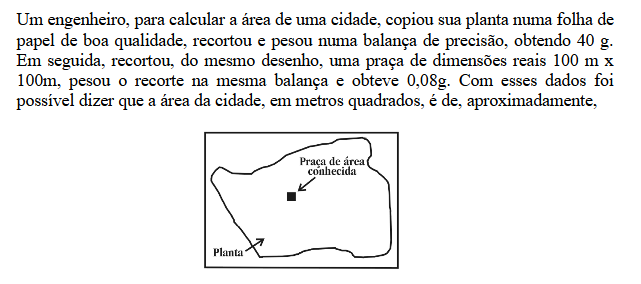 Um engenheiro, para calcular a área de uma cidade, copiou sua planta numa folha de
papel de boa qualidade, recortou e pesou numa balança de precisão, obtendo 40 g.
Em seguida, recortou, do mesmo desenho, uma praça de dimensões reais 100 m x
100m, pesou o recorte na mesma balança e obteve 0,08g. Com esses dados foi
possível dizer que a área da cidade, em metros quadrados, é de, aproximadamente,
Praça de área
conhecida
Planta